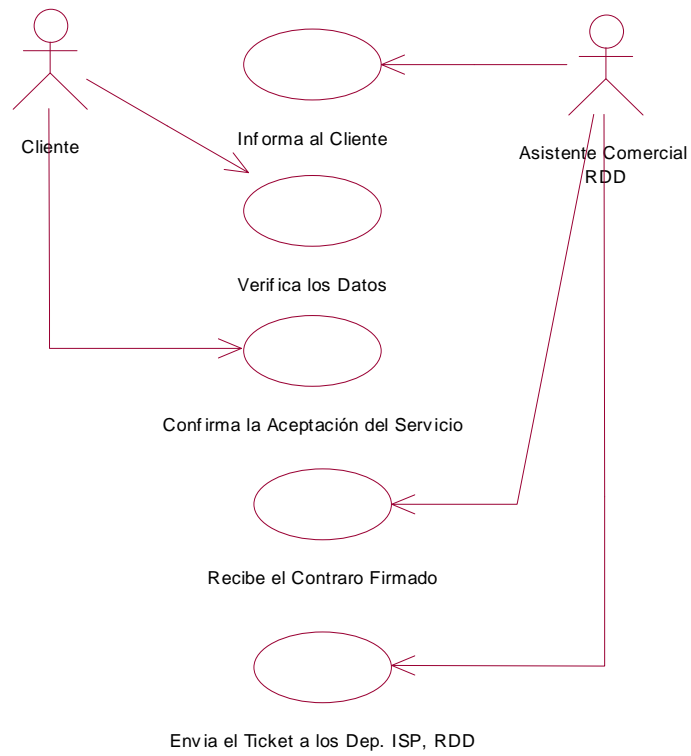 Cliente
Informa al Cliente
Asistente Comercial
RDD
Verifica los Datos
Confirma la Aceptación del Servicio
Recibe el Contraro Firmado
Envia el Ticket a los Dep. ISP, RDD